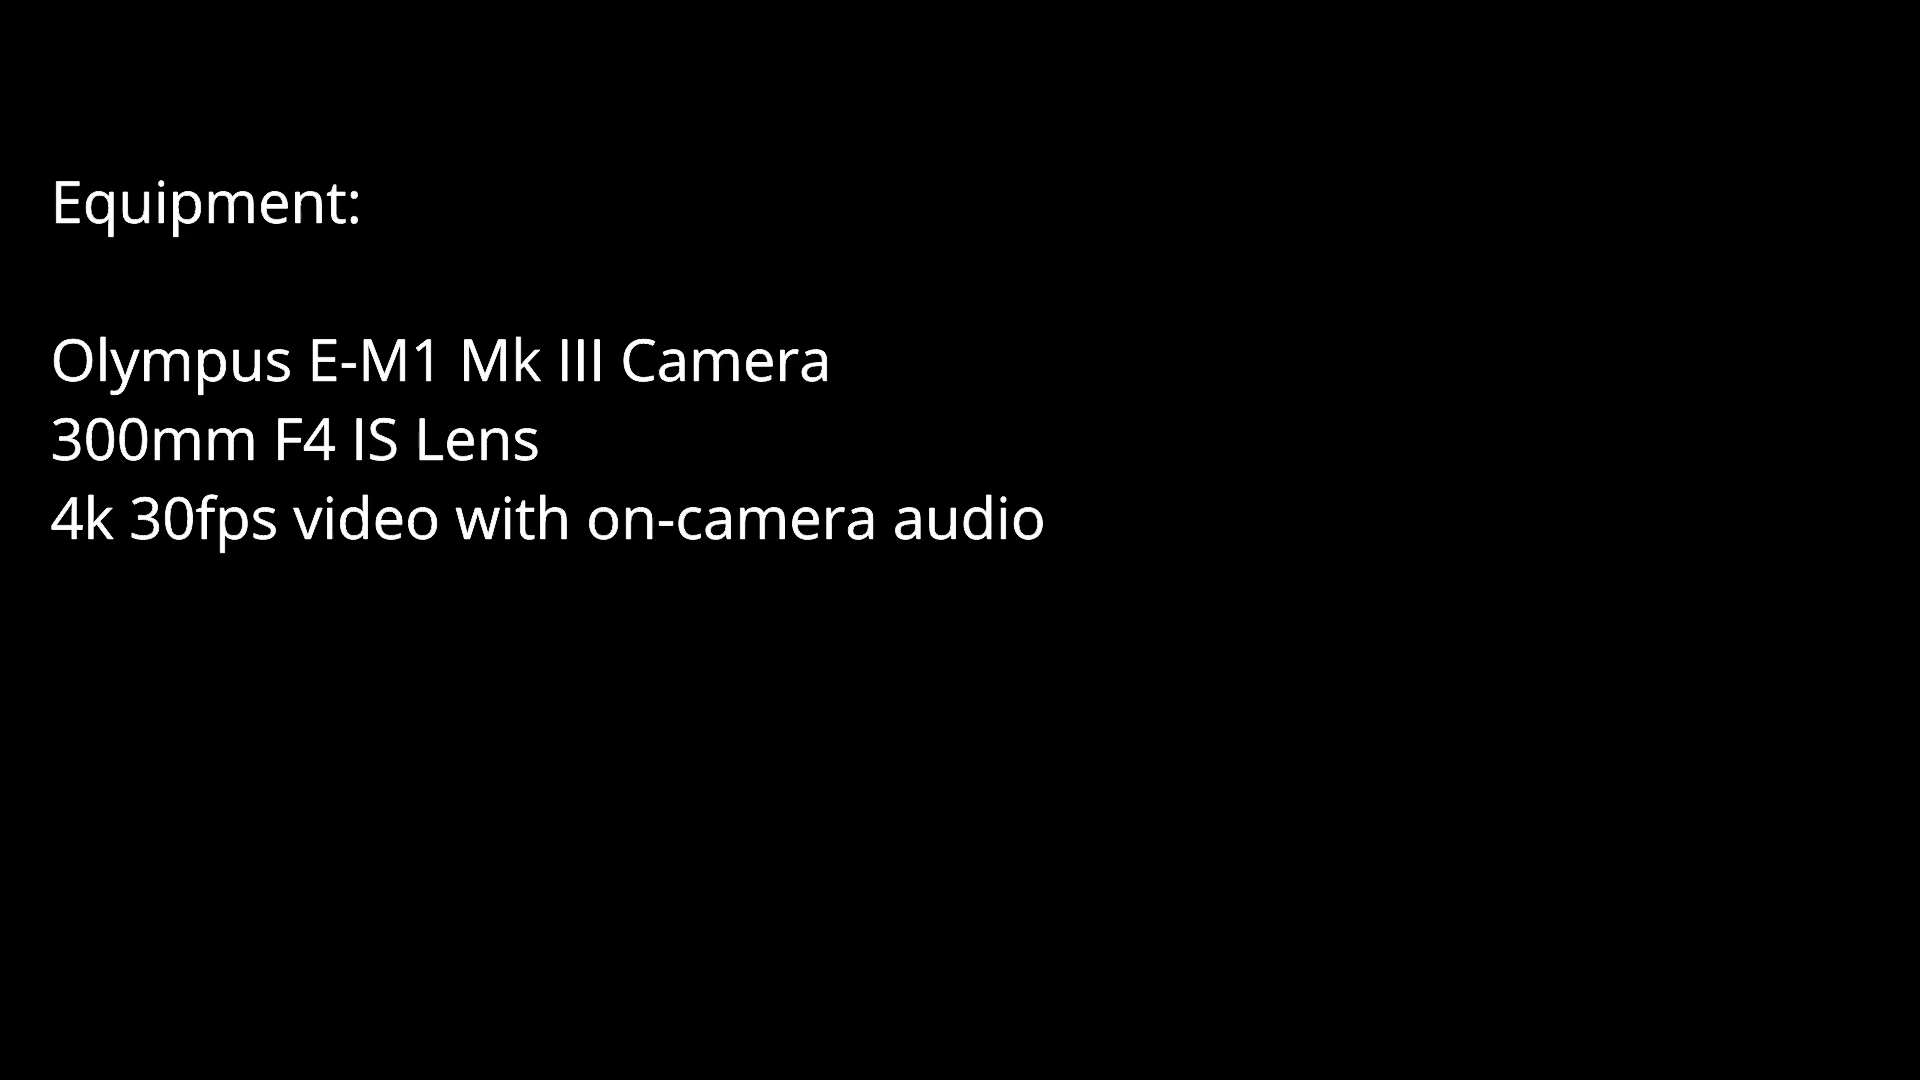 Equipment:
Olympus E-M1 Mk III Camera
300mm F4 IS Lens
4k 30fps video with on-camera audio